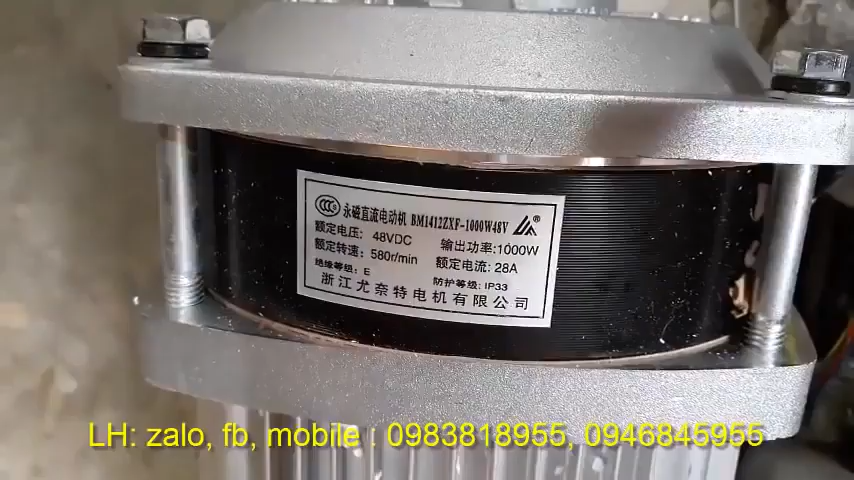 CCC S 永磁直流电动机 BM1412ZXF-1000W48V ®
额定电压: 48VDC 输出功率:1000W
额定转速: 580r/min 额定电流: 28A
绝缘等级: E 防护等级: IP33
浙江尤奈特电机有限公司
LH: zalo, fb, mobile : 0983818955, 0946845955